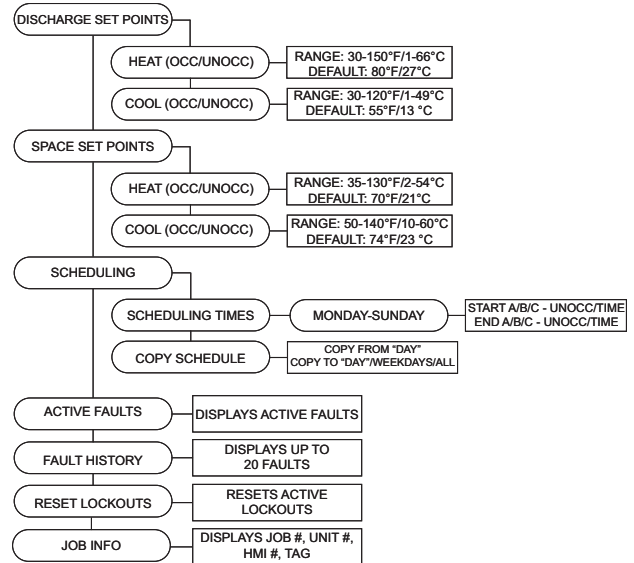 DISCHARGE SET POINTS
HEAT (OCC/UNOCC)
RANGE: 30-150°F/1-66°C
DEFAULT: 80°F/27°C
COOL (OCC/UNOCC)
RANGE: 30-120°F/1-49°C
DEFAULT: 55°F/13 °C
SPACE SET POINTS
HEAT (OCC/UNOCC)
RANGE: 35-130°F/2-54°C
DEFAULT: 70°F/21°C
COOL (OCC/UNOCC)
RANGE: 50-140°F/10-60°C
DEFAULT: 74°F/23 °C
SCHEDULING
SCHEDULING TIMES
MONDAY-SUNDAY
START A/B/C - UNOCC/TIME
END A/B/C - UNOCC/TIME
COPY SCHEDULE
COPY FROM “DAY”
COPY TO “DAY”/WEEKDAYS/ALL
ACTIVE FAULTS
DISPLAYS ACTIVE FAULTS
FAULT HISTORY
DISPLAYS UP TO
20 FAULTS
RESET LOCKOUTS
RESETS ACTIVE
LOCKOUTS
JOB INFO
DISPLAYS JOB #, UNIT #,
HMI #, TAG